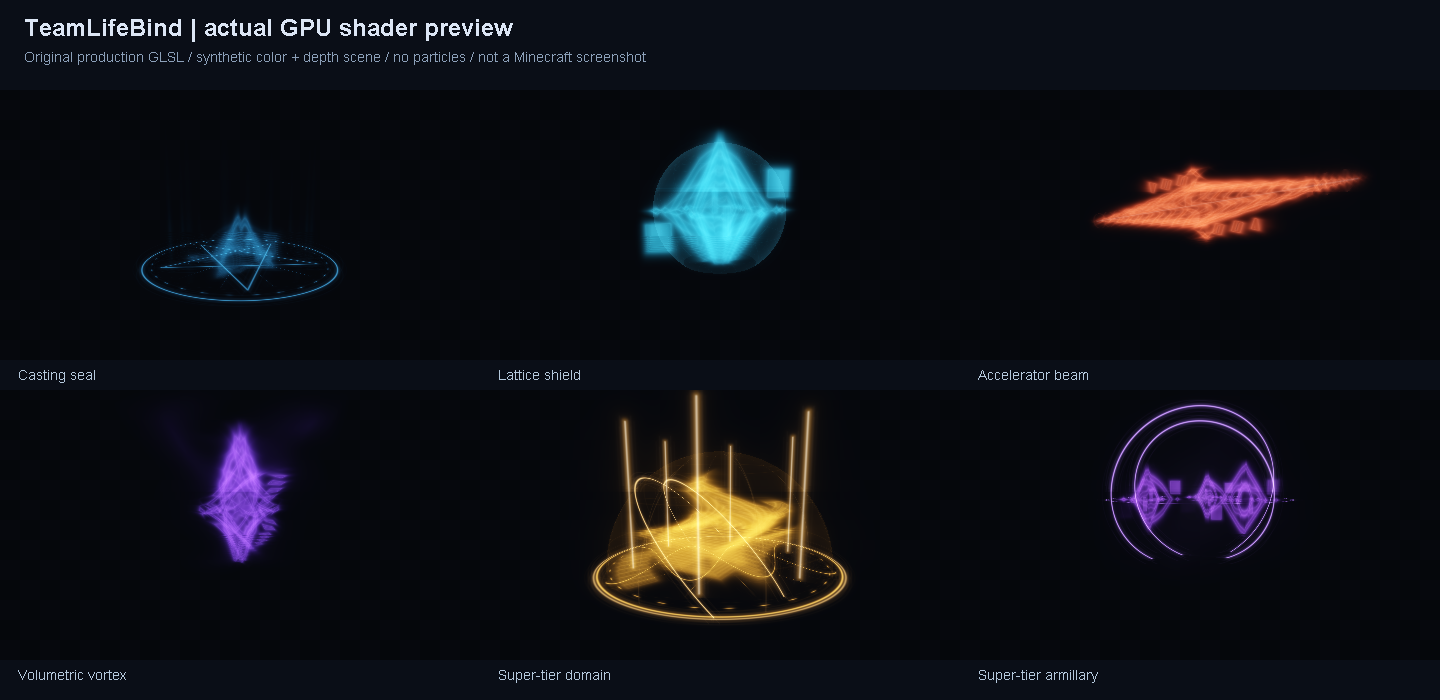 TeamLifeBind | actual GPU shader preview
Original production GLSL / synthetic color + depth scene / no particles / not a Minecraft screenshot
Casting seal
Lattice shield
Accelerator beam
Volumetric vortex
Super-tier domain
Super-tier armillary